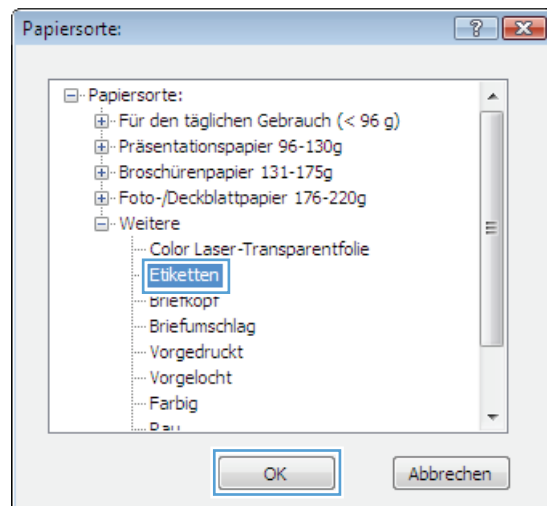 Papiersorte:
Papiersorte:
Für den täglichen Gebrauch (< 96 g)
Präsentationspapier 96-130g
Broschürenpapier 131-175g
Foto-/Deckblattpapier 176-220g
Weitere
Color Laser-Transparentfolie
Etiketten
Briefkopf
Briefumschlag
Vorgedruckt
Vorgelocht
Farbig
Rau
OK Abbrechen